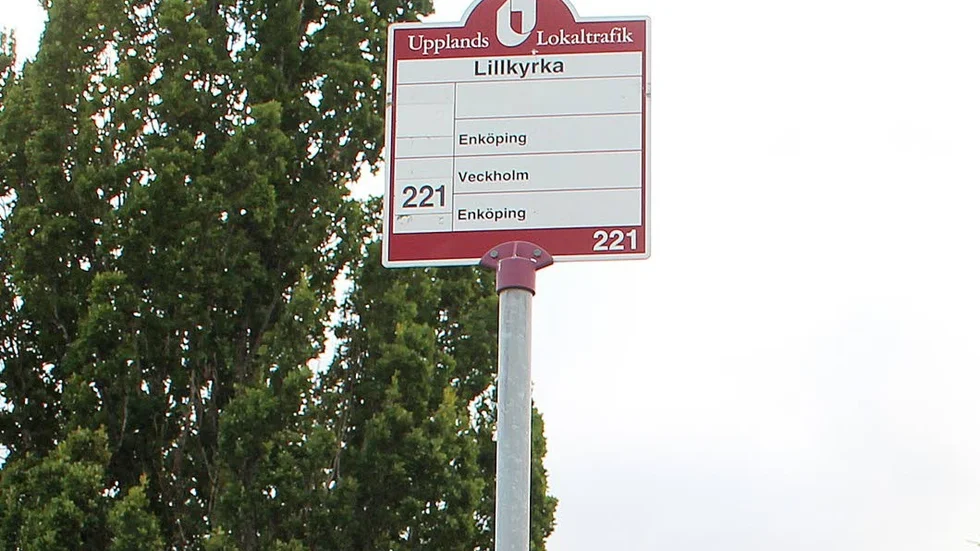 Upplands Lokaltrafik
Lillkyrka
Enköping
Veckholm
221
Enköping
221